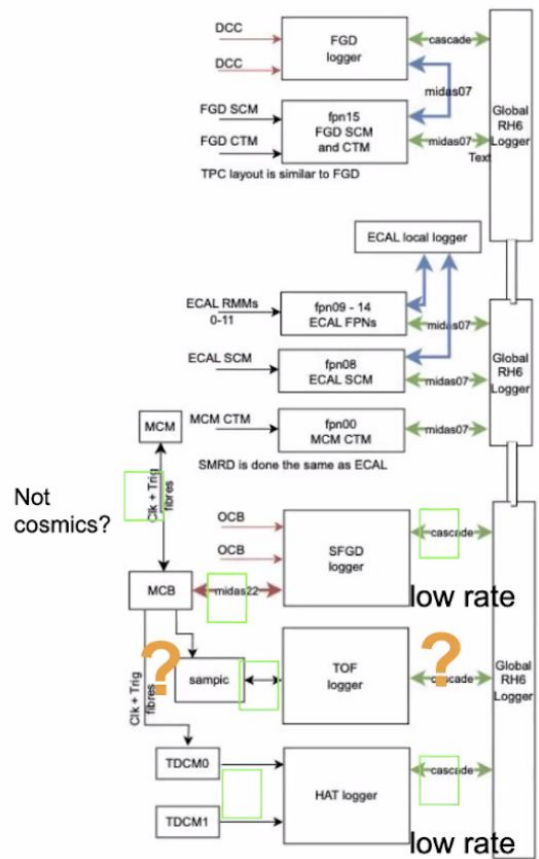 DCC
DCC
FGD
logger
cascade
midas07
FGD SCM
FGD CTM
fpn15
FGD SCM
and CTM
midas07
Text
Global
RH6
Logger
TPC layout is similar to FGD
ECAL local logger
ECAL RMMs
0-11
fpn09 - 14
ECAL FPNs
midas07
ECAL SCM
fpn08
ECAL SCM
midas07
Global
RH6
Logger
MCM
MCM CTM
fpn00
MCM CTM
midas07
SMRD is done the same as ECAL
Not
cosmics?
Clk + Trig
fibres
OCB
OCB
SFGD
logger
cascade
low rate
MCB
midas22
?
sampic
TOF
logger
?
cascade
Global
RH6
Logger
Clk + Trig
fibres
TDCM0
TDCM1
HAT logger
cascade
low rate